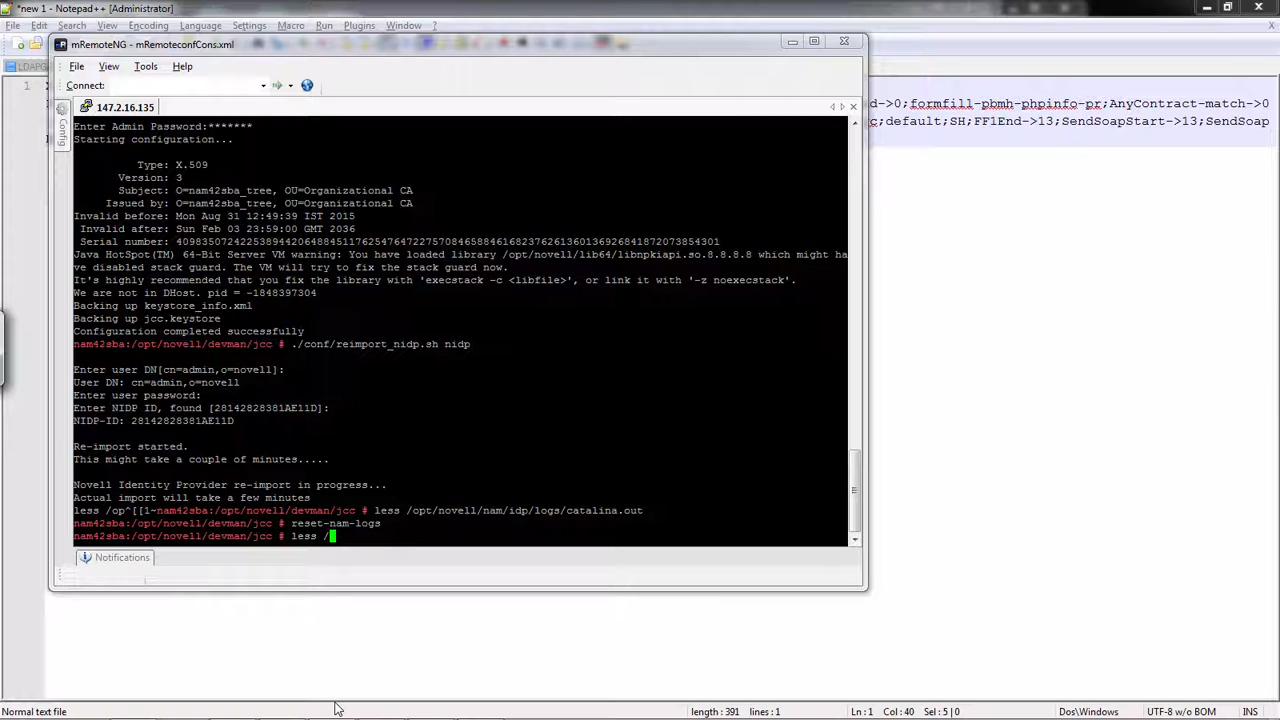 *new 1 - Notepad++ [Administrator]
File Edit Search View Encoding Language Settings Macro Run Plugins Window
X
mRemoteNG - mRemoteconfCons.xml
File View Tools Help
Connect:
147.2.16.135
Config
1
d->0;formfill-pbmh-phpinfo-pr;AnyContract-match->0
c;default;SH;FF1End->13;SendSoapStart->13;SendSoap
Enter Admin Password:*******
Starting configuration...
Type: X.509
Version: 3
Subject: O=nam42sba_tree, OU=Organizational CA
Issued by: O=nam42sba_tree, OU=Organizational CA
Invalid before: Mon Aug 31 12:49:39 IST 2015
Invalid after: Sun Feb 03 23:59:00 GMT 2036
Java HotSpot(TM) 64-Bit Server VM warning: You have loaded library /opt/novell/lib64/libnpkiapi.so.8.8.8.8 which might ha
ve disabled stack guard. The VM will try to fix the stack guard now.
It's highly recommended that you fix the library with 'execstack -c <libfile>', or link it with '-z noexecstack'.
We are not in DHost. pid = -1848397304
Backing up keystore_info.xml
Backing up jcc.keystore
Configuration completed successfully
nam42sba:/opt/novell/devman/jcc # ./conf/reimport_nidp.sh nidp
Enter user DN[cn=admin,o=novell]:
User DN: cn=admin,o=novell
Enter user password:
Enter NIDP ID, found [28142828381AE11D]:
NIDP-ID: 28142828381AE11D
Re-import started.
This might take a couple of minutes.....
Novell Identity Provider re-import in progress...
Actual import will take a few minutes
less /op^[[1~nam42sba:/opt/novell/devman/jcc # less /opt/novell/nam/idp/logs/catalina.out
nam42sba:/opt/novell/devman/jcc # reset-nam-logs
nam42sba:/opt/novell/devman/jcc # less /
Notifications
Normal text file length : 391 lines : 1 Ln : 1 Col : 40 Sel : 5 | 0 Dos\Windows UTF-8 w/o BOM INS